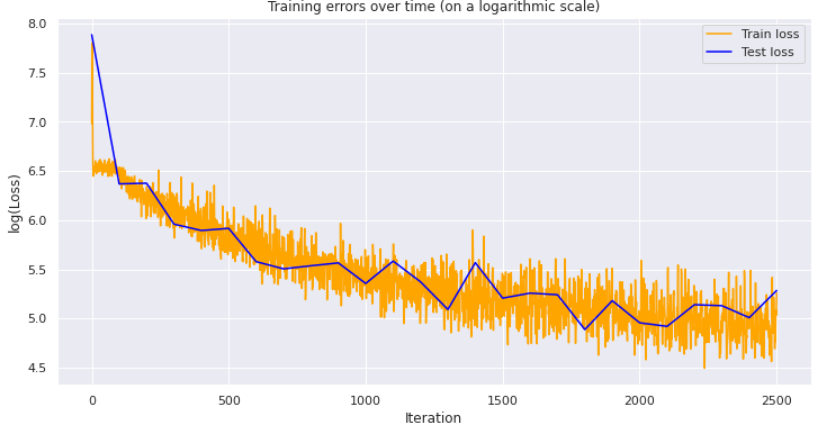 Training errors over time (on a logarithmic scale)
Train loss
Test loss
8.0
7.5
7.0
6.5
6.0
5.5
5.0
4.5
log(Loss)
0 500 1000 1500 2000 2500
Iteration